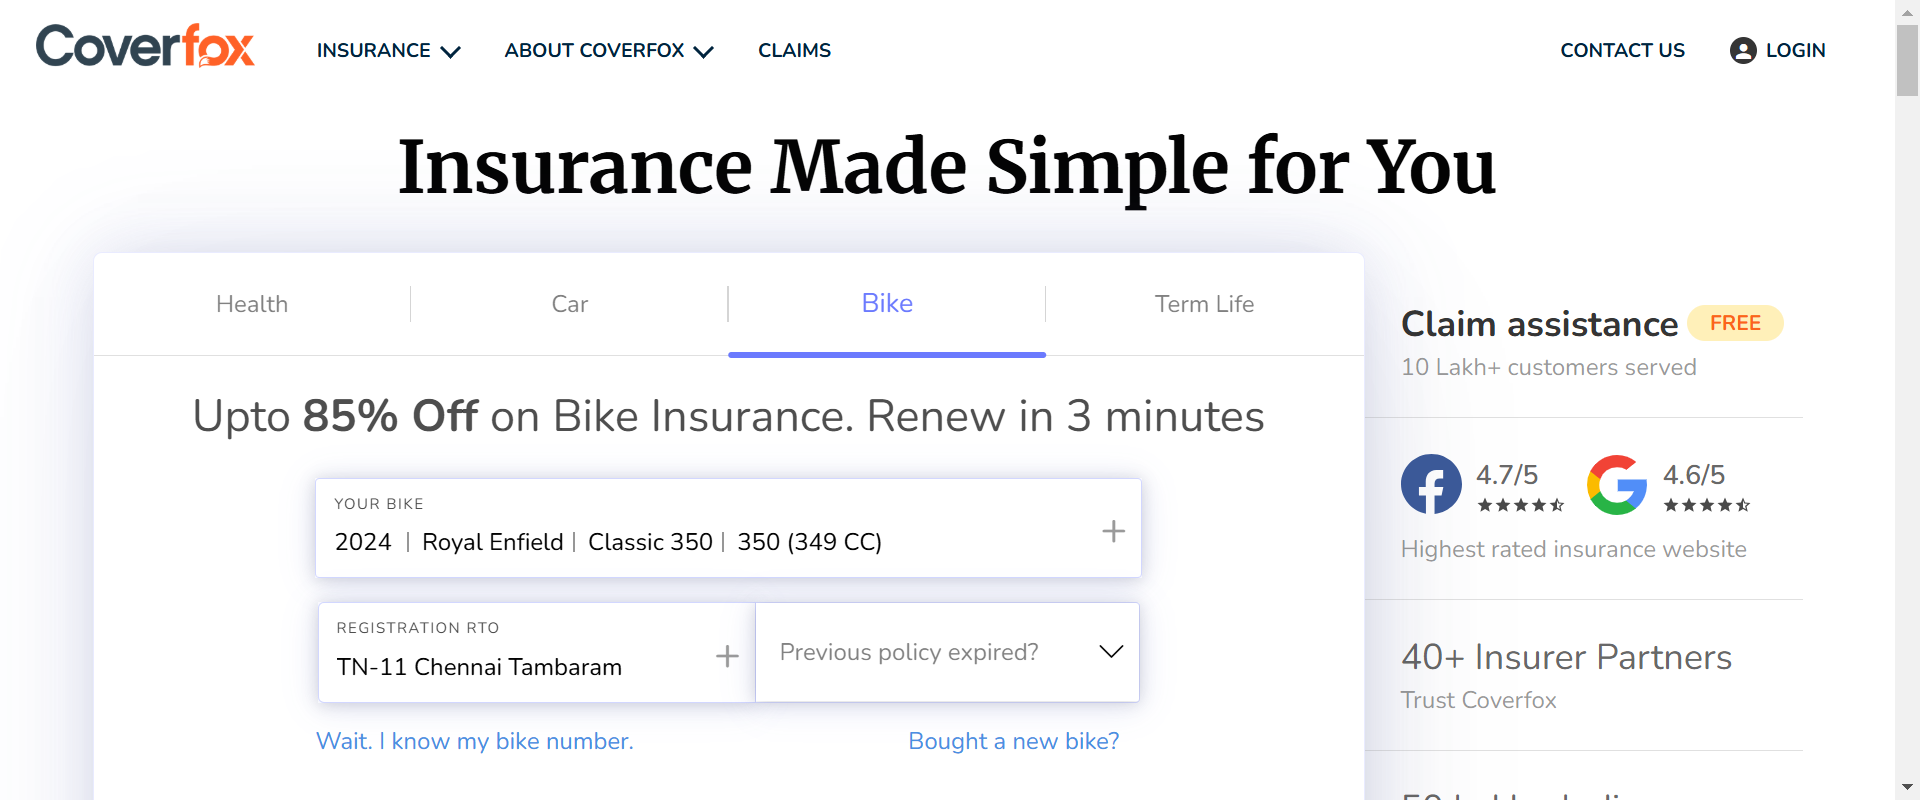 Coverfox
INSURANCE
ABOUT COVERFOX
CLAIMS
CONTACT US
LOGIN
Insurance Made Simple for You
Health
Car
Bike
Term Life
Upto 85% Off on Bike Insurance. Renew in 3 minutes
YOUR BIKE
2024 | Royal Enfield | Classic 350 | 350 (349 CC)
REGISTRATION RTO
TN-11 Chennai Tambaram
Previous policy expired?
Wait. I know my bike number.
Bought a new bike?
Claim assistance FREE
10 Lakh+ customers served
4.7/5
4.6/5
Highest rated insurance website
40+ Insurer Partners
Trust Coverfox